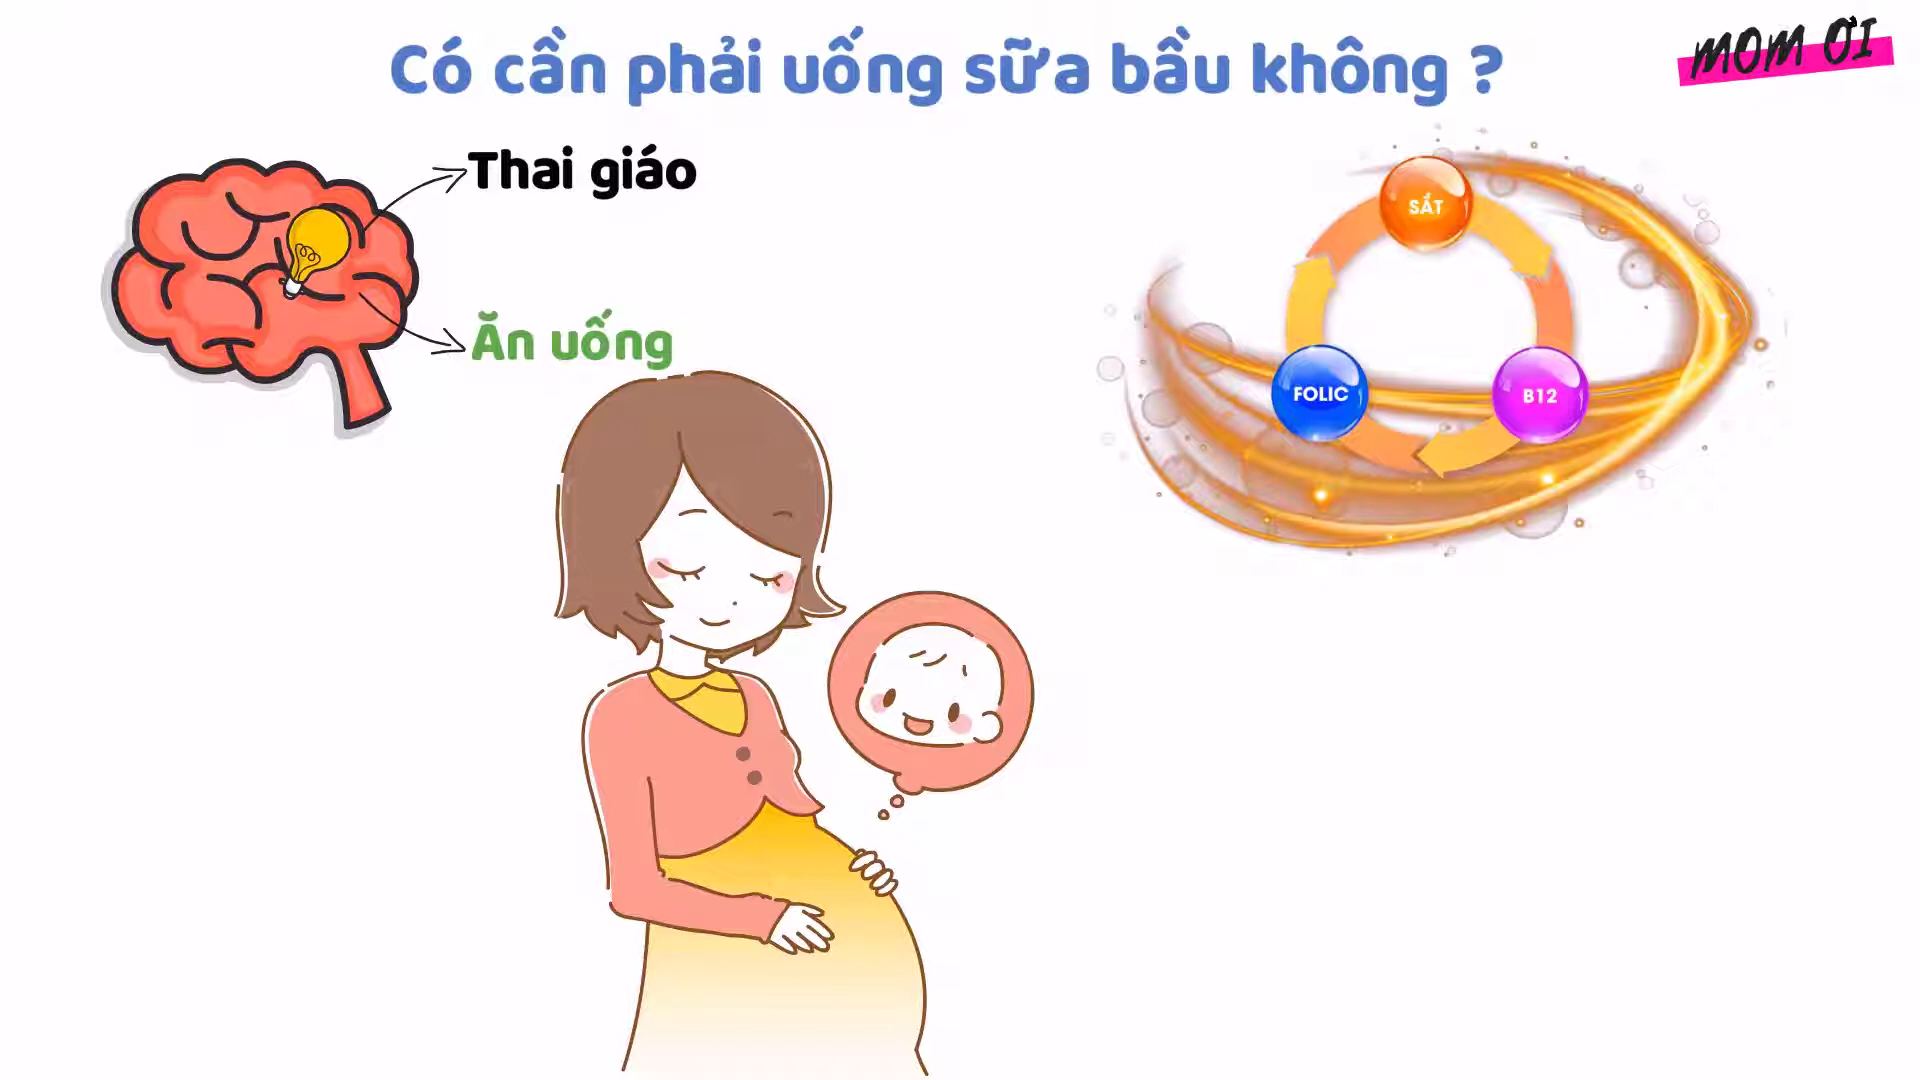 Có cần phải uống sữa bầu không ?
MOM ƠI
Thai giáo
Ăn uống
SẮT
FOLIC
B12